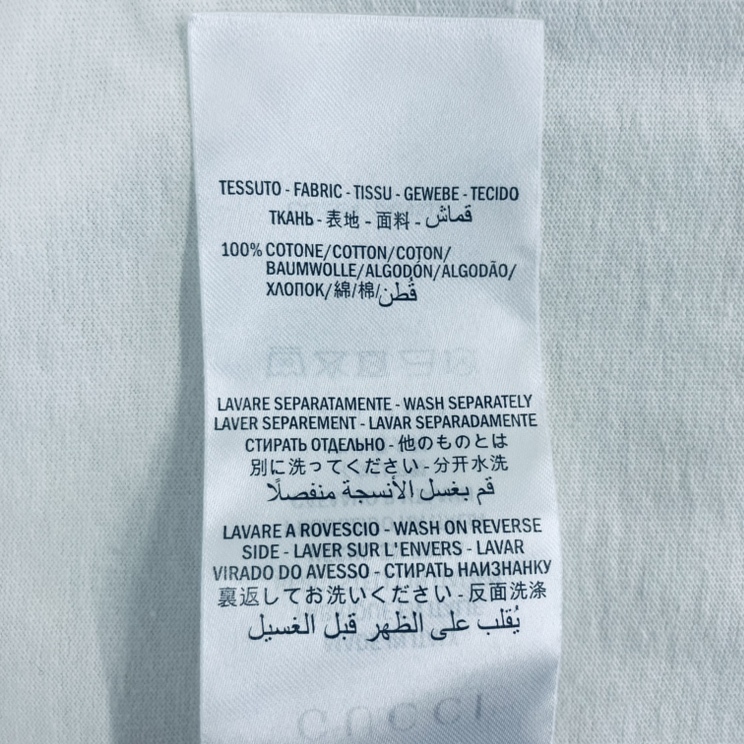 TESSUTO - FABRIC - TISSU - GEWEBE - TECIDO
ТКАНЬ - 表地 - 面料 - قماش
100% COTONE/COTTON/COTON/
BAUMWOLLE/ALGODÓN/ALGODÃO/
ХЛОПОК/綿/棉/قُطن
LAVARE SEPARATAMENTE - WASH SEPARATELY
LAVER SEPAREMENT - LAVAR SEPARADAMENTE
СТИРАТЬ ОТДЕЛЬНО - 他のものとは
別に洗ってください - 分开水洗
قم بغسل الأنسجة منفصلًا
LAVARE A ROVESCIO - WASH ON REVERSE
SIDE - LAVER SUR L'ENVERS - LAVAR
VIRADO DO AVESSO - СТИРАТЬ НАИЗНАНКУ
裏返してお洗いください - 反面洗涤
يُقلب على الظهر قبل الغسيل
GUCCI